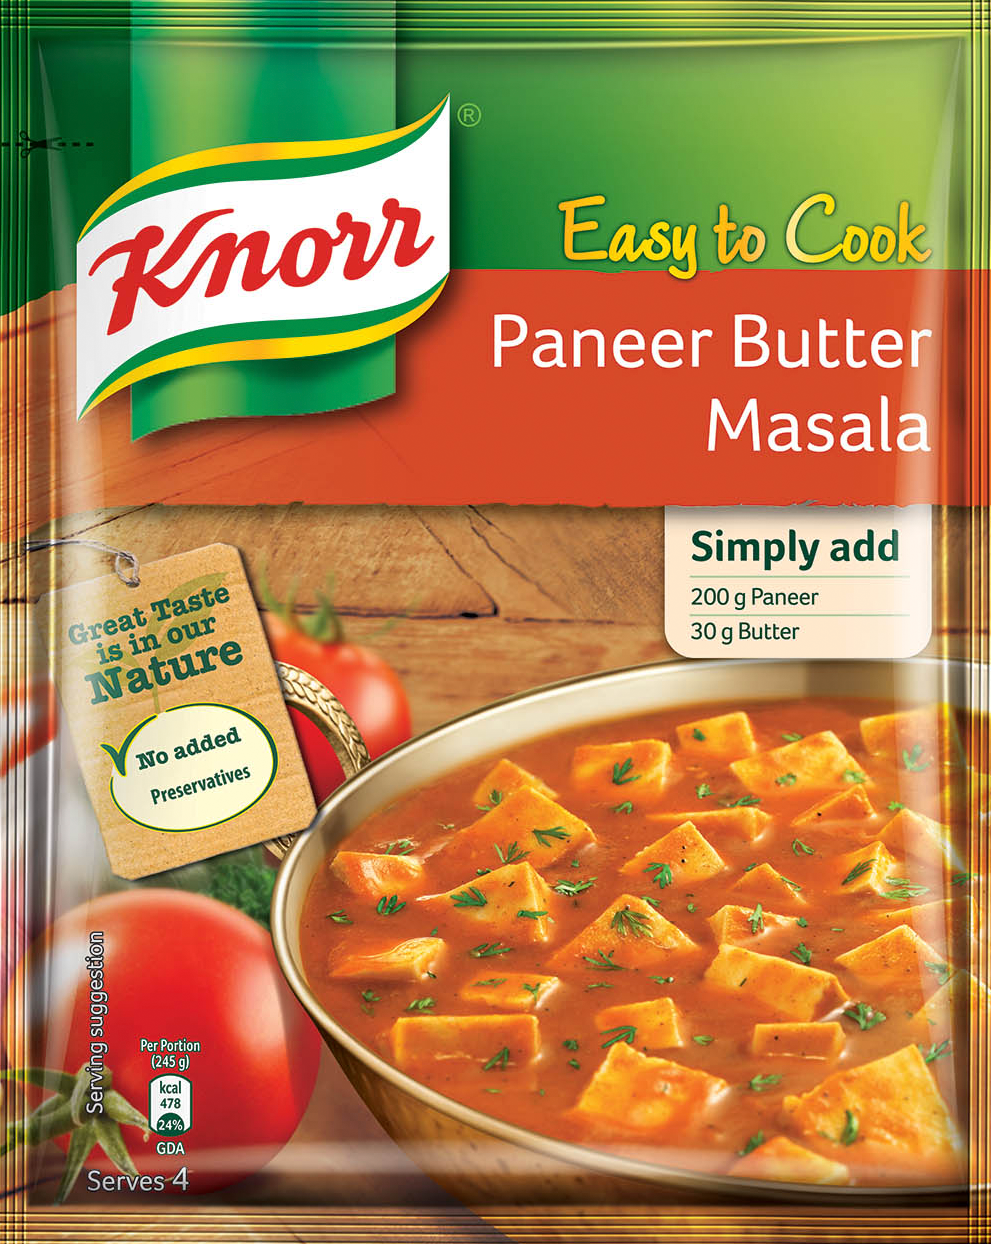 Knorr
®
Easy to Cook
Paneer Butter
Masala
Simply add
200 g Paneer
30 g Butter
Great Taste
is in our
Nature
No added
Preservatives
Serving suggestion
Per Portion
(245 g)
kcal
478
24%
GDA
Serves 4